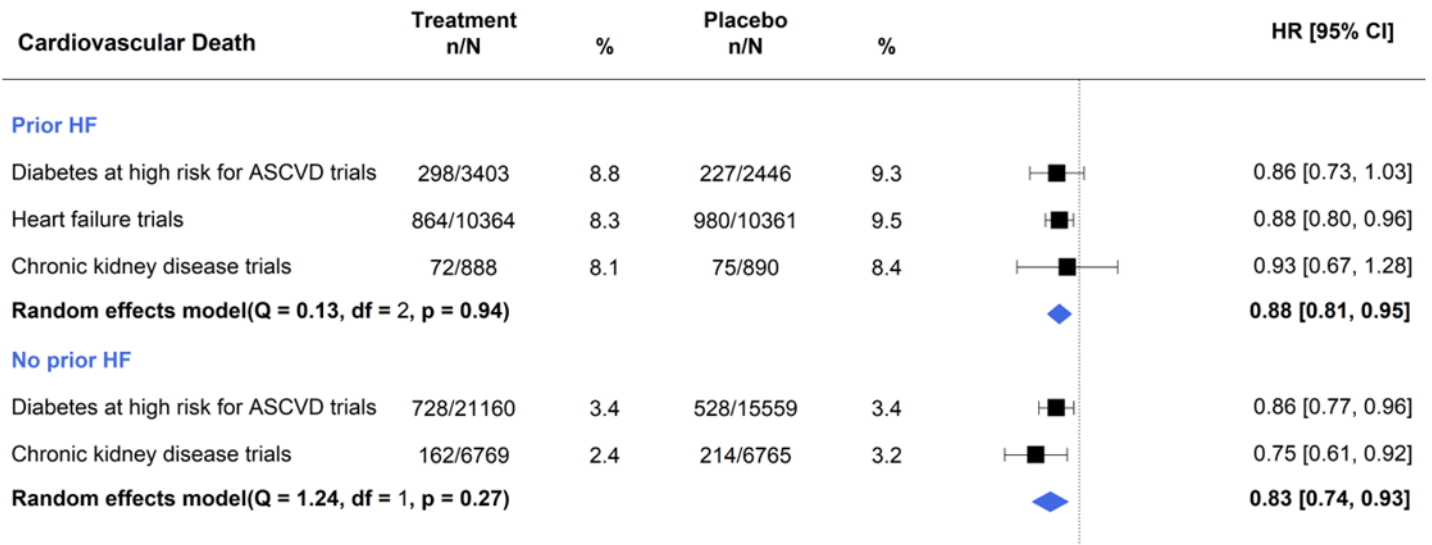 Cardiovascular Death Treatment n/N % Placebo n/N % HR [95% CI]
Prior HF
Diabetes at high risk for ASCVD trials 298/3403 8.8 227/2446 9.3 0.86 [0.73, 1.03]
Heart failure trials 864/10364 8.3 980/10361 9.5 0.88 [0.80, 0.96]
Chronic kidney disease trials 72/888 8.1 75/890 8.4 0.93 [0.67, 1.28]
Random effects model(Q = 0.13, df = 2, p = 0.94) 0.88 [0.81, 0.95]
No prior HF
Diabetes at high risk for ASCVD trials 728/21160 3.4 528/15559 3.4 0.86 [0.77, 0.96]
Chronic kidney disease trials 162/6769 2.4 214/6765 3.2 0.75 [0.61, 0.92]
Random effects model(Q = 1.24, df = 1, p = 0.27) 0.83 [0.74, 0.93]